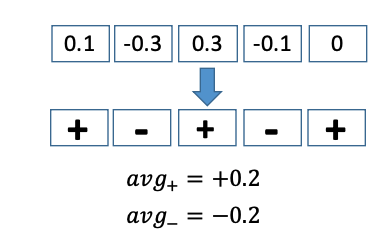 0.1 -0.3 0.3 -0.1 0
+ - + - +
avg₊ = +0.2
avg₋ = −0.2